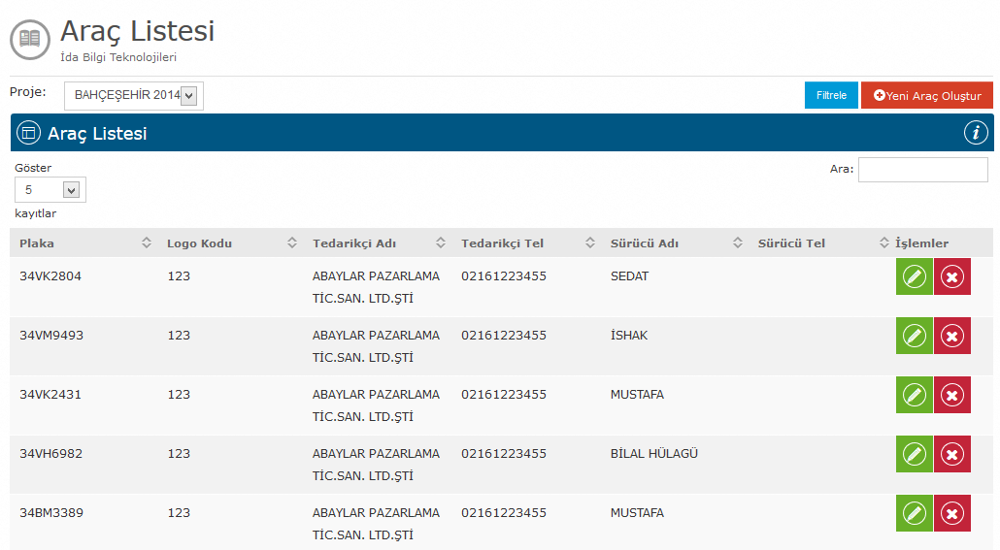 Araç Listesi
İda Bilgi Teknolojileri
Proje: BAHÇEŞEHİR 2014 Filtrele Yeni Araç Oluştur
Araç Listesi
Göster
5
kayıtlar
Ara:
Plaka Logo Kodu Tedarikçi Adı Tedarikçi Tel Sürücü Adı Sürücü Tel İşlemler
34VK2804 123 ABAYLAR PAZARLAMA 02161223455 SEDAT
TİC.SAN. LTD.ŞTİ
34VM9493 123 ABAYLAR PAZARLAMA 02161223455 İSHAK
TİC.SAN. LTD.ŞTİ
34VK2431 123 ABAYLAR PAZARLAMA 02161223455 MUSTAFA
TİC.SAN. LTD.ŞTİ
34VH6982 123 ABAYLAR PAZARLAMA 02161223455 BİLAL HÜLAGÜ
TİC.SAN. LTD.ŞTİ
34BM3389 123 ABAYLAR PAZARLAMA 02161223455 MUSTAFA
TİC.SAN. LTD.ŞTİ